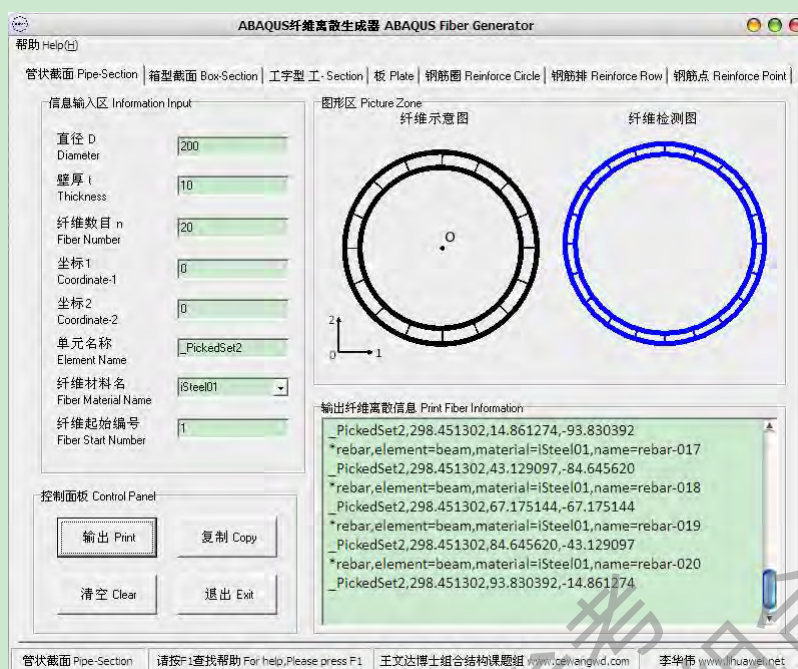 ABAQUS纤维离散生成器 ABAQUS Fiber Generator
帮助 Help(H)
管状截面 Pipe-Section
箱型截面 Box-Section
工字型 工- Section
板 Plate
钢筋圈 Reinforce Circle
钢筋排 Reinforce Row
钢筋点 Reinforce Point
信息输入区 Information Input
直径 D
Diameter
200
壁厚 t
Thickness
10
纤维数目 n
Fiber Number
20
坐标1
Coordinate-1
0
坐标2
Coordinate-2
0
单元名称
Element Name
_PickedSet2
纤维材料名
Fiber Material Name
iSteel01
纤维起始编号
Fiber Start Number
1
控制面板 Control Panel
输出 Print
复制 Copy
清空 Clear
退出 Exit
图形区 Picture Zone
纤维示意图
纤维检测图
O
2
0
1
输出纤维离散信息 Print Fiber Information
_PickedSet2,298.451302,14.861274,-93.830392
*rebar,element=beam,material=iSteel01,name=rebar-017
_PickedSet2,298.451302,43.129097,-84.645620
*rebar,element=beam,material=iSteel01,name=rebar-018
_PickedSet2,298.451302,67.175144,-67.175144
*rebar,element=beam,material=iSteel01,name=rebar-019
_PickedSet2,298.451302,84.645620,-43.129097
*rebar,element=beam,material=iSteel01,name=rebar-020
_PickedSet2,298.451302,93.830392,-14.861274
管状截面 Pipe-Section
请按F1查找帮助 For help,Please press F1
王文达博士组合结构课题组 www.cewangwd.com
李华伟 www.lihuawei.net